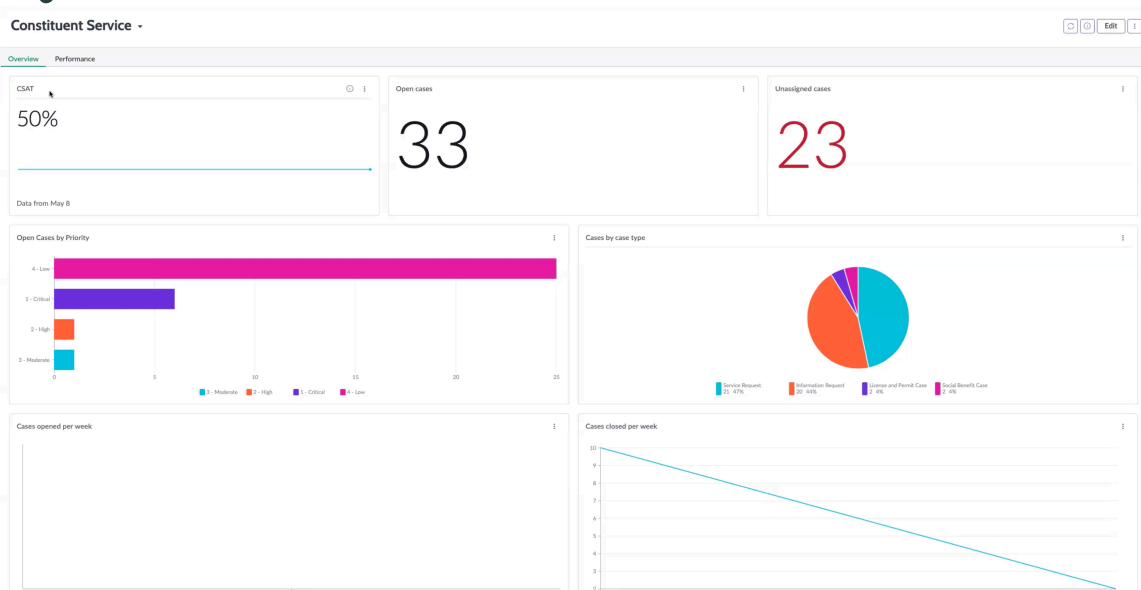 Constituent Service
Edit
Overview Performance
CSAT
50%
Data from May 8
Open cases
33
Unassigned cases
23
Open Cases by Priority
4 - Low
1 - Critical
2 - High
3 - Moderate
0 5 10 15 20 25
3 - Moderate 2 - High 1 - Critical 4 - Low
Cases by case type
Service Request Information Request License and Permit Case Social Benefit Case
21 47% 20 44% 2 4% 2 4%
Cases opened per week
Cases closed per week
10
9
8
7
6
5
4
3
2